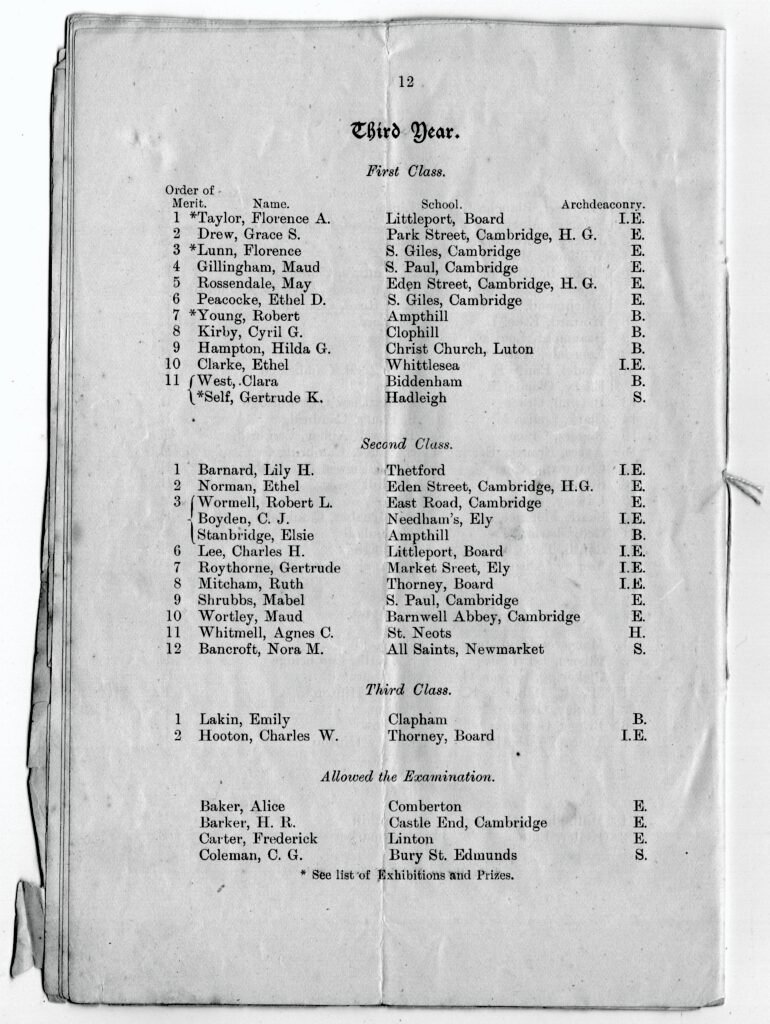 12
Third Year.
First Class.
Order of
Merit. Name. School. Archdeaconry.
1 *Taylor, Florence A. Littleport, Board I.E.
2 Drew, Grace S. Park Street, Cambridge, H. G. E.
3 *Lunn, Florence S. Giles, Cambridge E.
4 Gillingham, Maud S. Paul, Cambridge E.
5 Rossendale, May Eden Street, Cambridge, H. G. E.
6 Peacocke, Ethel D. S. Giles, Cambridge E.
7 *Young, Robert Ampthill B.
8 Kirby, Cyril G. Clophill B.
9 Hampton, Hilda G. Christ Church, Luton B.
10 Clarke, Ethel Whittlesea I.E.
11 {West, Clara Biddenham B.
{*Self, Gertrude K. Hadleigh S.
Second Class.
1 Barnard, Lily H. Thetford I.E.
2 Norman, Ethel Eden Street, Cambridge, H.G. E.
3 {Wormell, Robert L. East Road, Cambridge E.
{Boyden, C. J. Needham's, Ely I.E.
{Stanbridge, Elsie Ampthill B.
6 Lee, Charles H. Littleport, Board I.E.
7 Roythorne, Gertrude Market Sreet, Ely I.E.
8 Mitcham, Ruth Thorney, Board I.E.
9 Shrubbs, Mabel S. Paul, Cambridge E.
10 Wortley, Maud Barnwell Abbey, Cambridge E.
11 Whitmell, Agnes C. St. Neots H.
12 Bancroft, Nora M. All Saints, Newmarket S.
Third Class.
1 Lakin, Emily Clapham B.
2 Hooton, Charles W. Thorney, Board I.E.
Allowed the Examination.
Baker, Alice Comberton E.
Barker, H. R. Castle End, Cambridge E.
Carter, Frederick Linton E.
Coleman, C. G. Bury St. Edmunds S.
* See list of Exhibitions and Prizes.